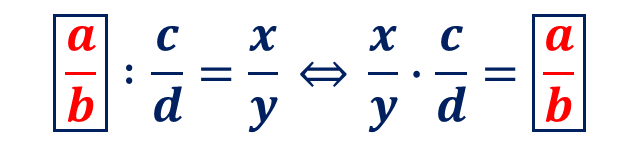 a/b : c/d = x/y ⇔ x/y · c/d = a/b